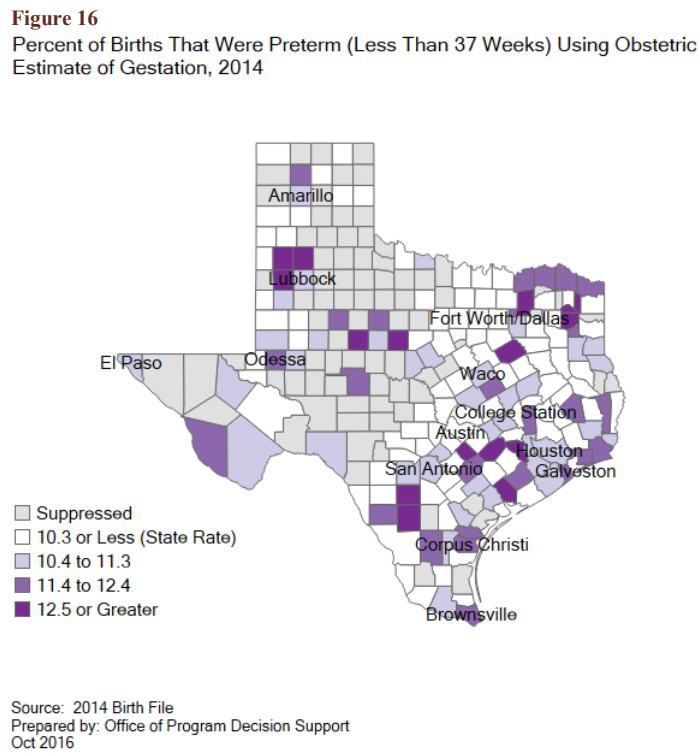 Figure 16
Percent of Births That Were Preterm (Less Than 37 Weeks) Using Obstetric
Estimate of Gestation, 2014
Amarillo
Lubbock
Fort Worth/Dallas
El Paso
Odessa
Waco
College Station
Austin
Houston
San Antonio
Galveston
Corpus Christi
Brownsville
Suppressed
10.3 or Less (State Rate)
10.4 to 11.3
11.4 to 12.4
12.5 or Greater
Source: 2014 Birth File
Prepared by: Office of Program Decision Support
Oct 2016